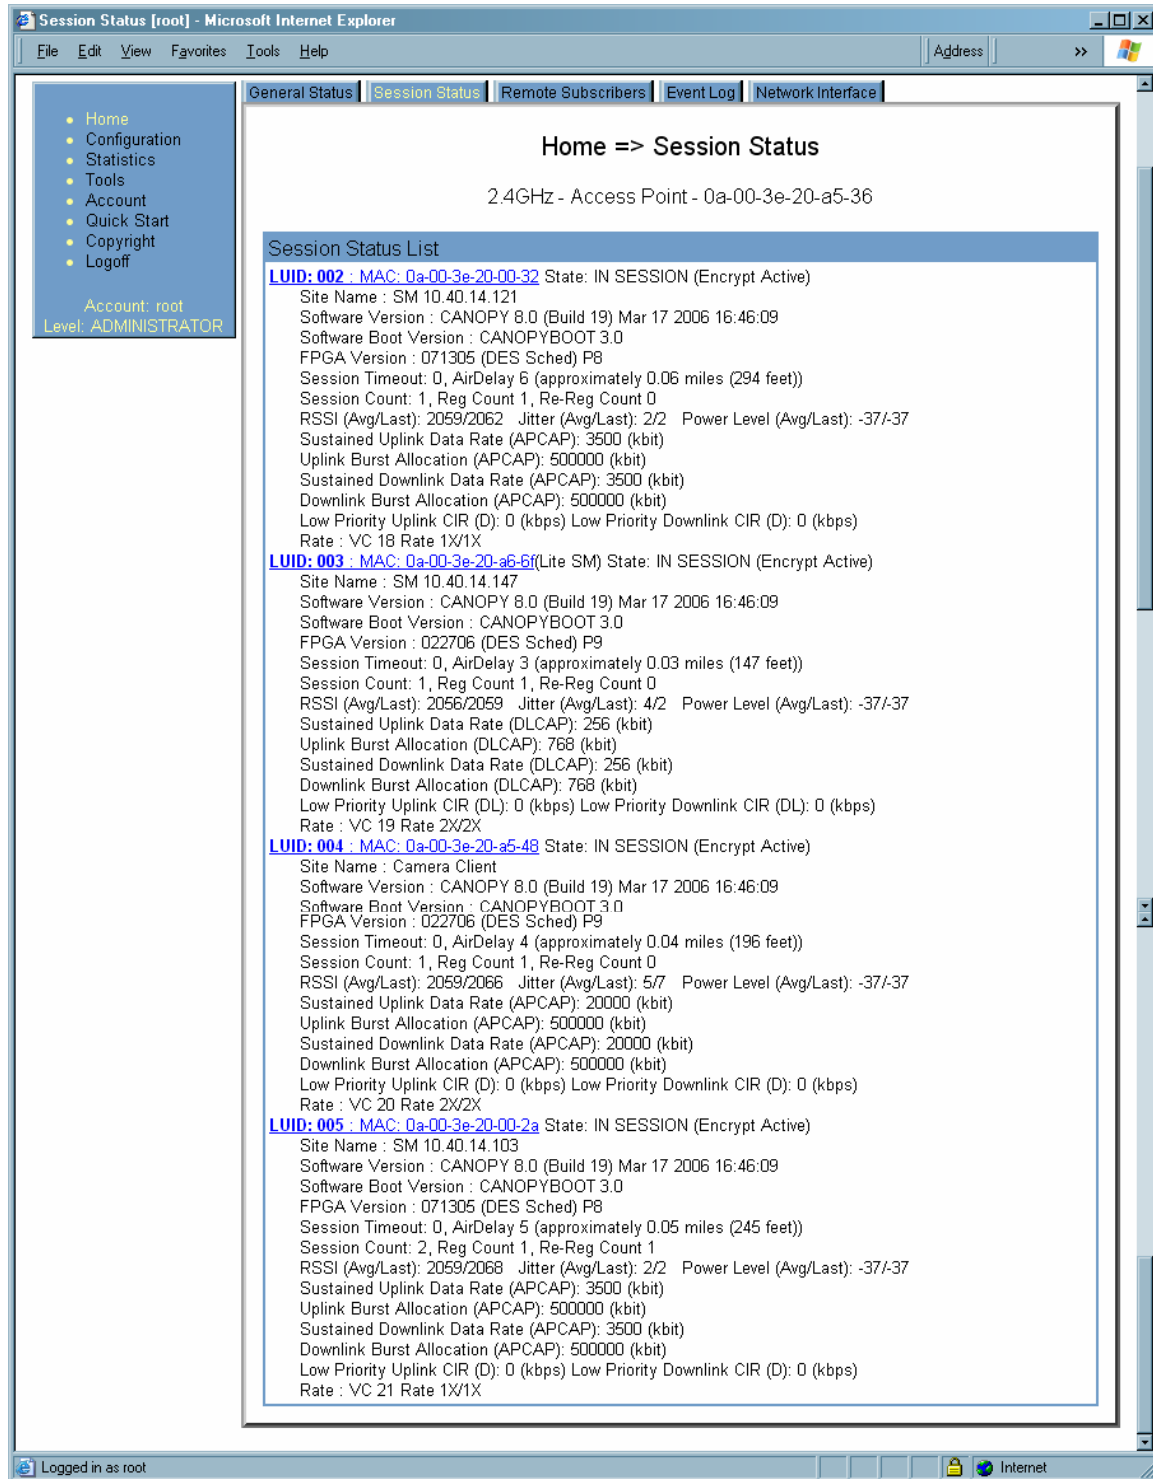 Session Status [root] - Microsoft Internet Explorer
File Edit View Favorites Tools Help Address »
General Status Session Status Remote Subscribers Event Log Network Interface
Home
Configuration
Statistics
Tools
Account
Quick Start
Copyright
Logoff
Account: root
Level: ADMINISTRATOR
Home => Session Status
2.4GHz - Access Point - 0a-00-3e-20-a5-36
Session Status List
LUID: 002 : MAC: 0a-00-3e-20-00-32 State: IN SESSION (Encrypt Active)
Site Name : SM 10.40.14.121
Software Version : CANOPY 8.0 (Build 19) Mar 17 2006 16:46:09
Software Boot Version : CANOPYBOOT 3.0
FPGA Version : 071305 (DES Sched) P8
Session Timeout: 0, AirDelay 6 (approximately 0.06 miles (294 feet))
Session Count: 1, Reg Count 1, Re-Reg Count 0
RSSI (Avg/Last): 2059/2062 Jitter (Avg/Last): 2/2 Power Level (Avg/Last): -37/-37
Sustained Uplink Data Rate (APCAP): 3500 (kbit)
Uplink Burst Allocation (APCAP): 500000 (kbit)
Sustained Downlink Data Rate (APCAP): 3500 (kbit)
Downlink Burst Allocation (APCAP): 500000 (kbit)
Low Priority Uplink CIR (D): 0 (kbps) Low Priority Downlink CIR (D): 0 (kbps)
Rate : VC 18 Rate 1X/1X
LUID: 003 : MAC: 0a-00-3e-20-a6-6f(Lite SM) State: IN SESSION (Encrypt Active)
Site Name : SM 10.40.14.147
Software Version : CANOPY 8.0 (Build 19) Mar 17 2006 16:46:09
Software Boot Version : CANOPYBOOT 3.0
FPGA Version : 022706 (DES Sched) P9
Session Timeout: 0, AirDelay 3 (approximately 0.03 miles (147 feet))
Session Count: 1, Reg Count 1, Re-Reg Count 0
RSSI (Avg/Last): 2056/2059 Jitter (Avg/Last): 4/2 Power Level (Avg/Last): -37/-37
Sustained Uplink Data Rate (DLCAP): 256 (kbit)
Uplink Burst Allocation (DLCAP): 768 (kbit)
Sustained Downlink Data Rate (DLCAP): 256 (kbit)
Downlink Burst Allocation (DLCAP): 768 (kbit)
Low Priority Uplink CIR (DL): 0 (kbps) Low Priority Downlink CIR (DL): 0 (kbps)
Rate : VC 19 Rate 2X/2X
LUID: 004 : MAC: 0a-00-3e-20-a5-48 State: IN SESSION (Encrypt Active)
Site Name : Camera Client
Software Version : CANOPY 8.0 (Build 19) Mar 17 2006 16:46:09
Software Boot Version : CANOPYBOOT 3.0
FPGA Version : 022706 (DES Sched) P9
Session Timeout: 0, AirDelay 4 (approximately 0.04 miles (196 feet))
Session Count: 1, Reg Count 1, Re-Reg Count 0
RSSI (Avg/Last): 2059/2066 Jitter (Avg/Last): 5/7 Power Level (Avg/Last): -37/-37
Sustained Uplink Data Rate (APCAP): 20000 (kbit)
Uplink Burst Allocation (APCAP): 500000 (kbit)
Sustained Downlink Data Rate (APCAP): 20000 (kbit)
Downlink Burst Allocation (APCAP): 500000 (kbit)
Low Priority Uplink CIR (D): 0 (kbps) Low Priority Downlink CIR (D): 0 (kbps)
Rate : VC 20 Rate 2X/2X
LUID: 005 : MAC: 0a-00-3e-20-00-2a State: IN SESSION (Encrypt Active)
Site Name : SM 10.40.14.103
Software Version : CANOPY 8.0 (Build 19) Mar 17 2006 16:46:09
Software Boot Version : CANOPYBOOT 3.0
FPGA Version : 071305 (DES Sched) P8
Session Timeout: 0, AirDelay 5 (approximately 0.05 miles (245 feet))
Session Count: 2, Reg Count 1, Re-Reg Count 1
RSSI (Avg/Last): 2059/2068 Jitter (Avg/Last): 2/2 Power Level (Avg/Last): -37/-37
Sustained Uplink Data Rate (APCAP): 3500 (kbit)
Uplink Burst Allocation (APCAP): 500000 (kbit)
Sustained Downlink Data Rate (APCAP): 3500 (kbit)
Downlink Burst Allocation (APCAP): 500000 (kbit)
Low Priority Uplink CIR (D): 0 (kbps) Low Priority Downlink CIR (D): 0 (kbps)
Rate : VC 21 Rate 1X/1X
Logged in as root Internet